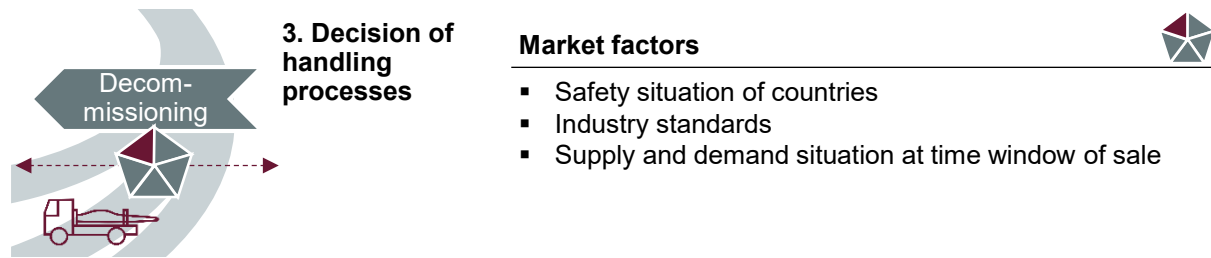 Decom-
missioning
3. Decision of
handling
processes
Market factors
▪ Safety situation of countries
▪ Industry standards
▪ Supply and demand situation at time window of sale